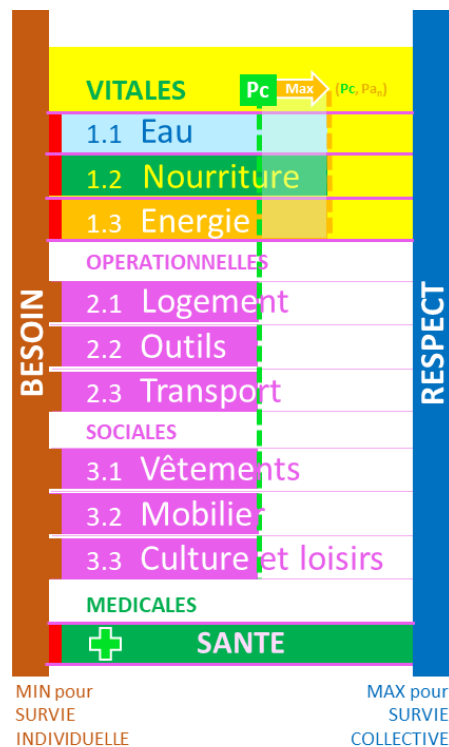 VITALES Pc Max (Pc, Paₙ)
1.1 Eau
1.2 Nourriture
1.3 Energie
OPERATIONNELLES
2.1 Logement
2.2 Outils
2.3 Transport
SOCIALES
3.1 Vêtements
3.2 Mobilier
3.3 Culture et loisirs
MEDICALES
SANTE
BESOIN
RESPECT
MIN pour
SURVIE
INDIVIDUELLE
MAX pour
SURVIE
COLLECTIVE